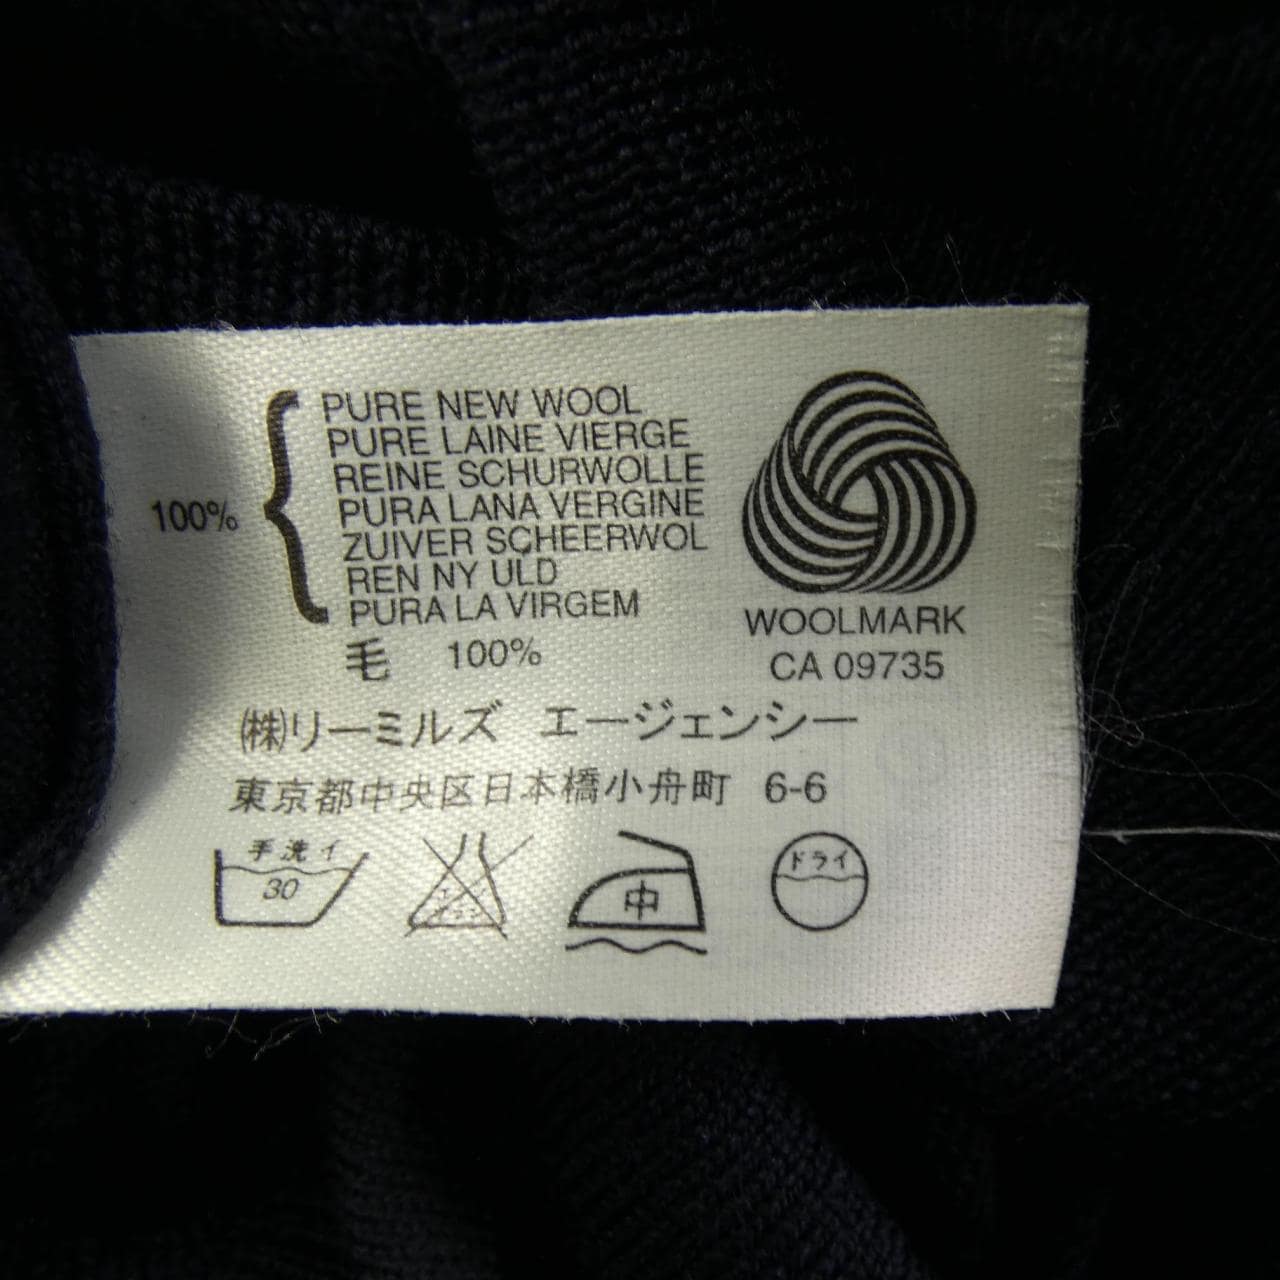 100%
PURE NEW WOOL
PURE LAINE VIERGE
REINE SCHURWOLLE
PURA LANA VERGINE
ZUIVER SCHEERWOL
REN NY ULD
PURA LA VIRGEM
毛 100%
WOOLMARK
CA 09735
㈱リーミルズ エージェンシー
東京都中央区日本橋小舟町 6-6
手洗イ
30
中
ドライ